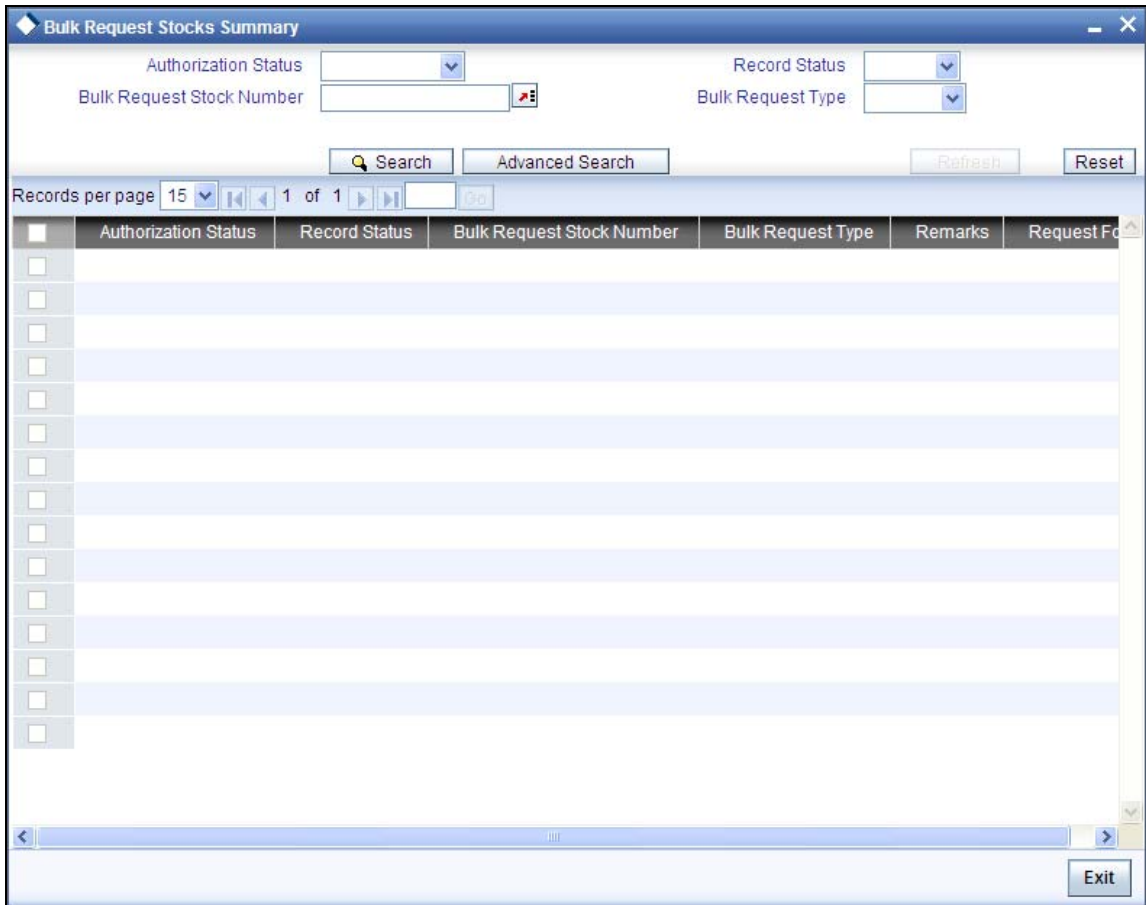 Bulk Request Stocks Summary
Authorization Status
Record Status
Bulk Request Stock Number
Bulk Request Type
Search
Advanced Search
Refresh
Reset
Records per page 15 1 of 1 Go
Authorization Status Record Status Bulk Request Stock Number Bulk Request Type Remarks Request Fo
Exit